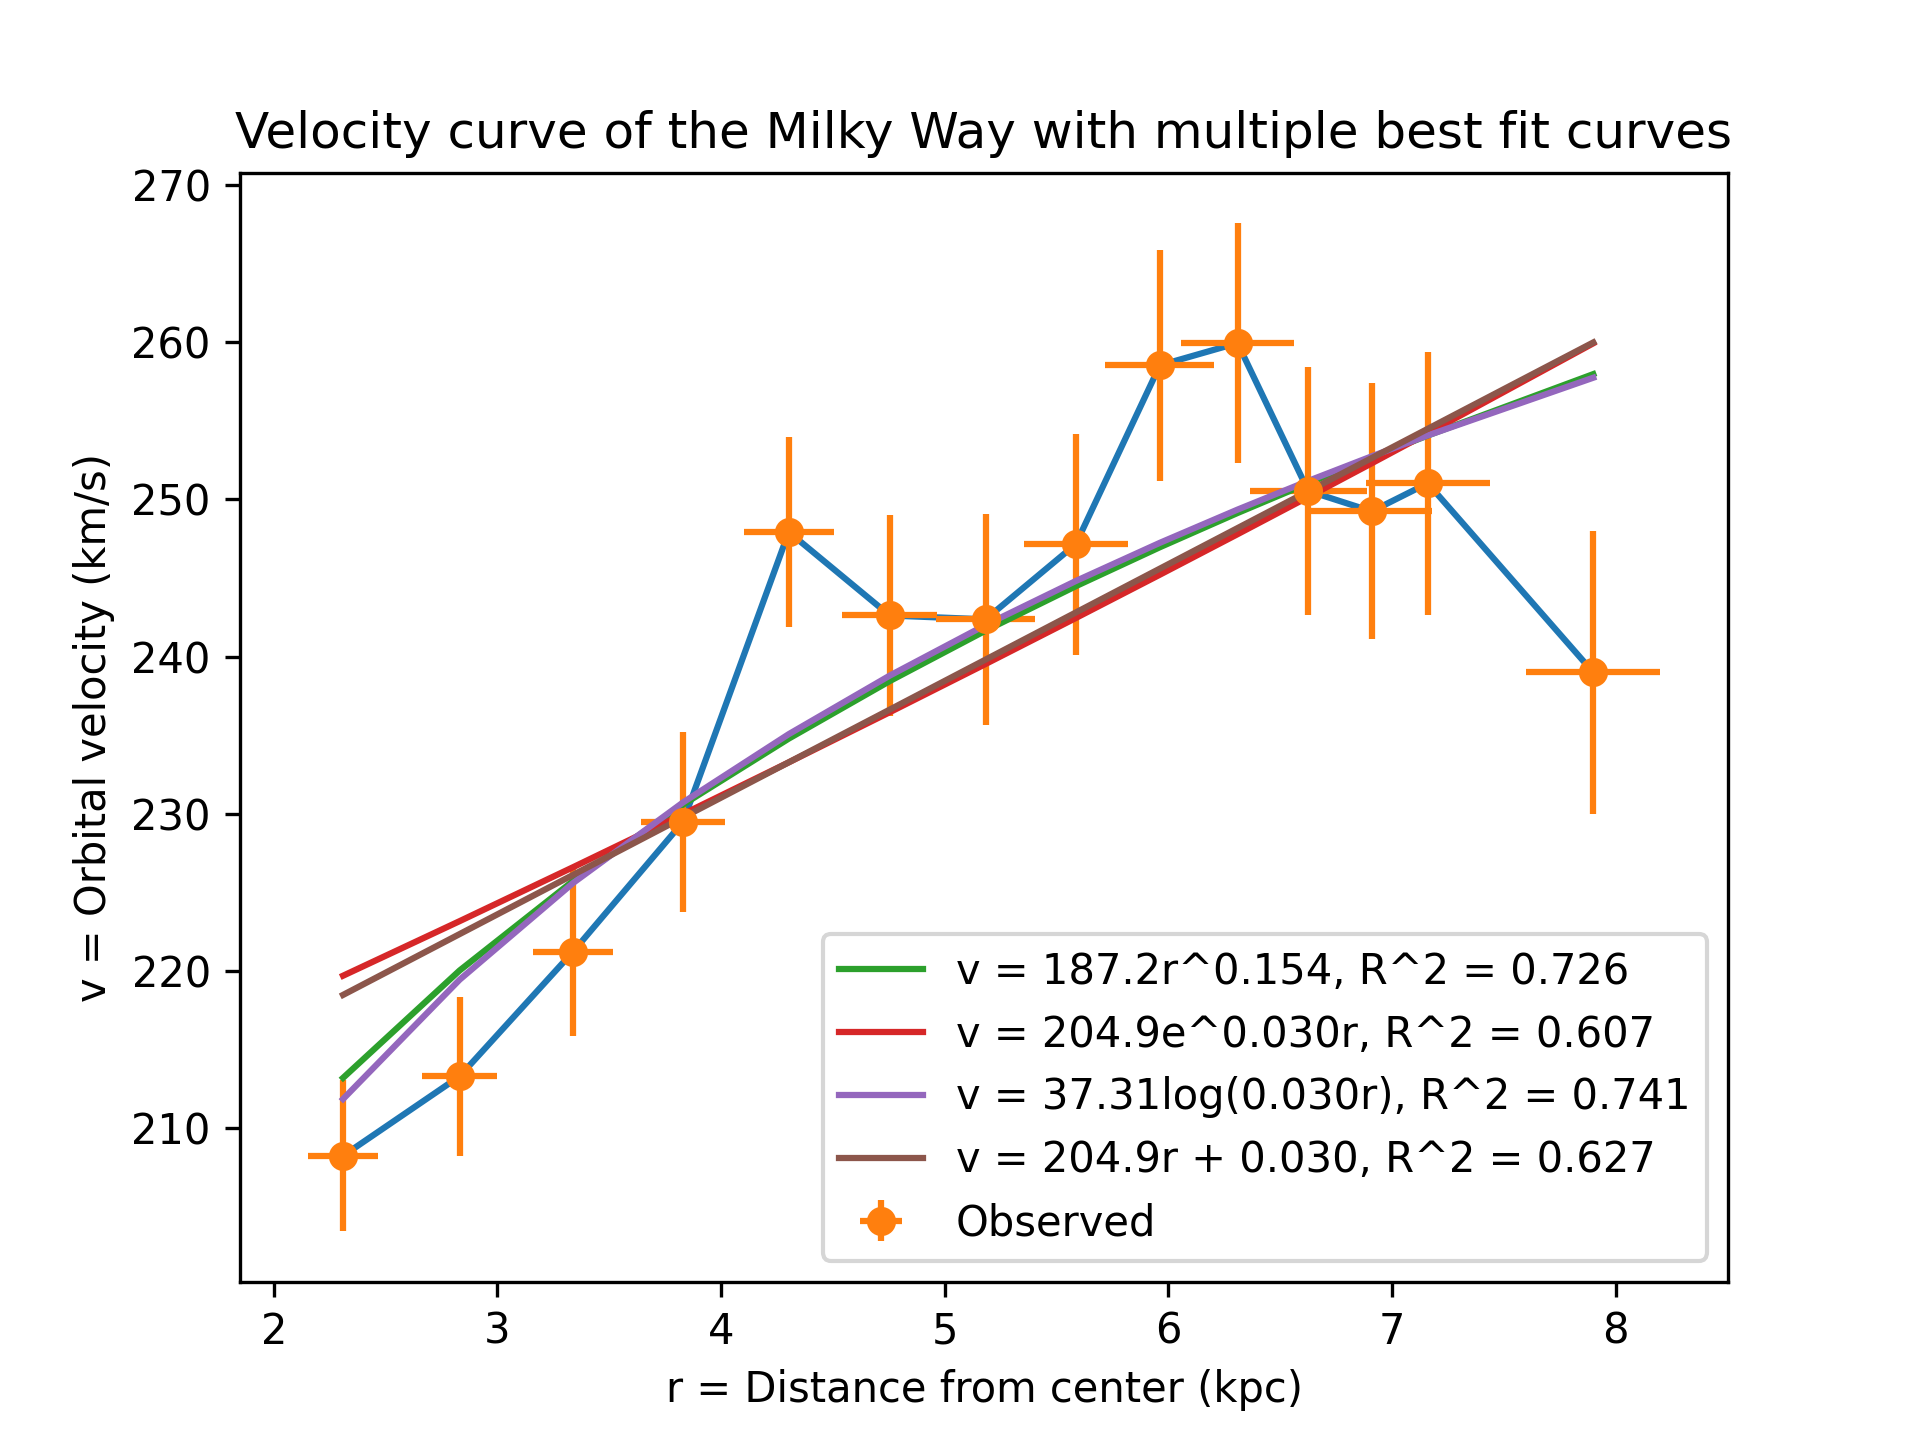 Velocity curve of the Milky Way with multiple best fit curves
270
260
250
240
230
220
210
v = Orbital velocity (km/s)
v = 187.2r^0.154, R^2 = 0.726
v = 204.9e^0.030r, R^2 = 0.607
v = 37.31log(0.030r), R^2 = 0.741
v = 204.9r + 0.030, R^2 = 0.627
Observed
2 3 4 5 6 7 8
r = Distance from center (kpc)